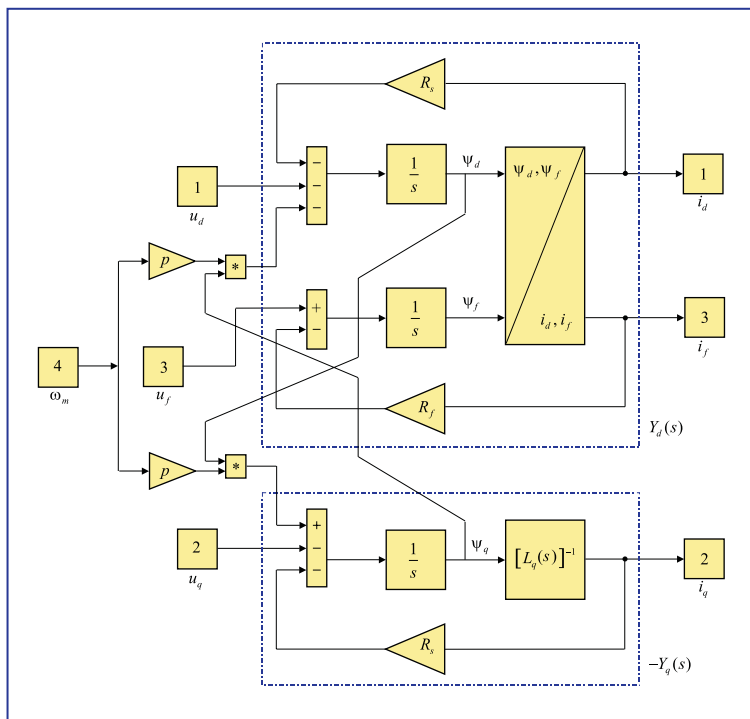 R_s
−
−
−
1
u_d
1
s
ψ_d
ψ_d, ψ_f
i_d, i_f
1
i_d
p
*
+
−
1
s
ψ_f
3
i_f
4
ω_m
3
u_f
R_f
Y_d(s)
p
*
+
−
−
2
u_q
1
s
ψ_q
[L_q(s)]^{-1}
2
i_q
R_s
−Y_q(s)